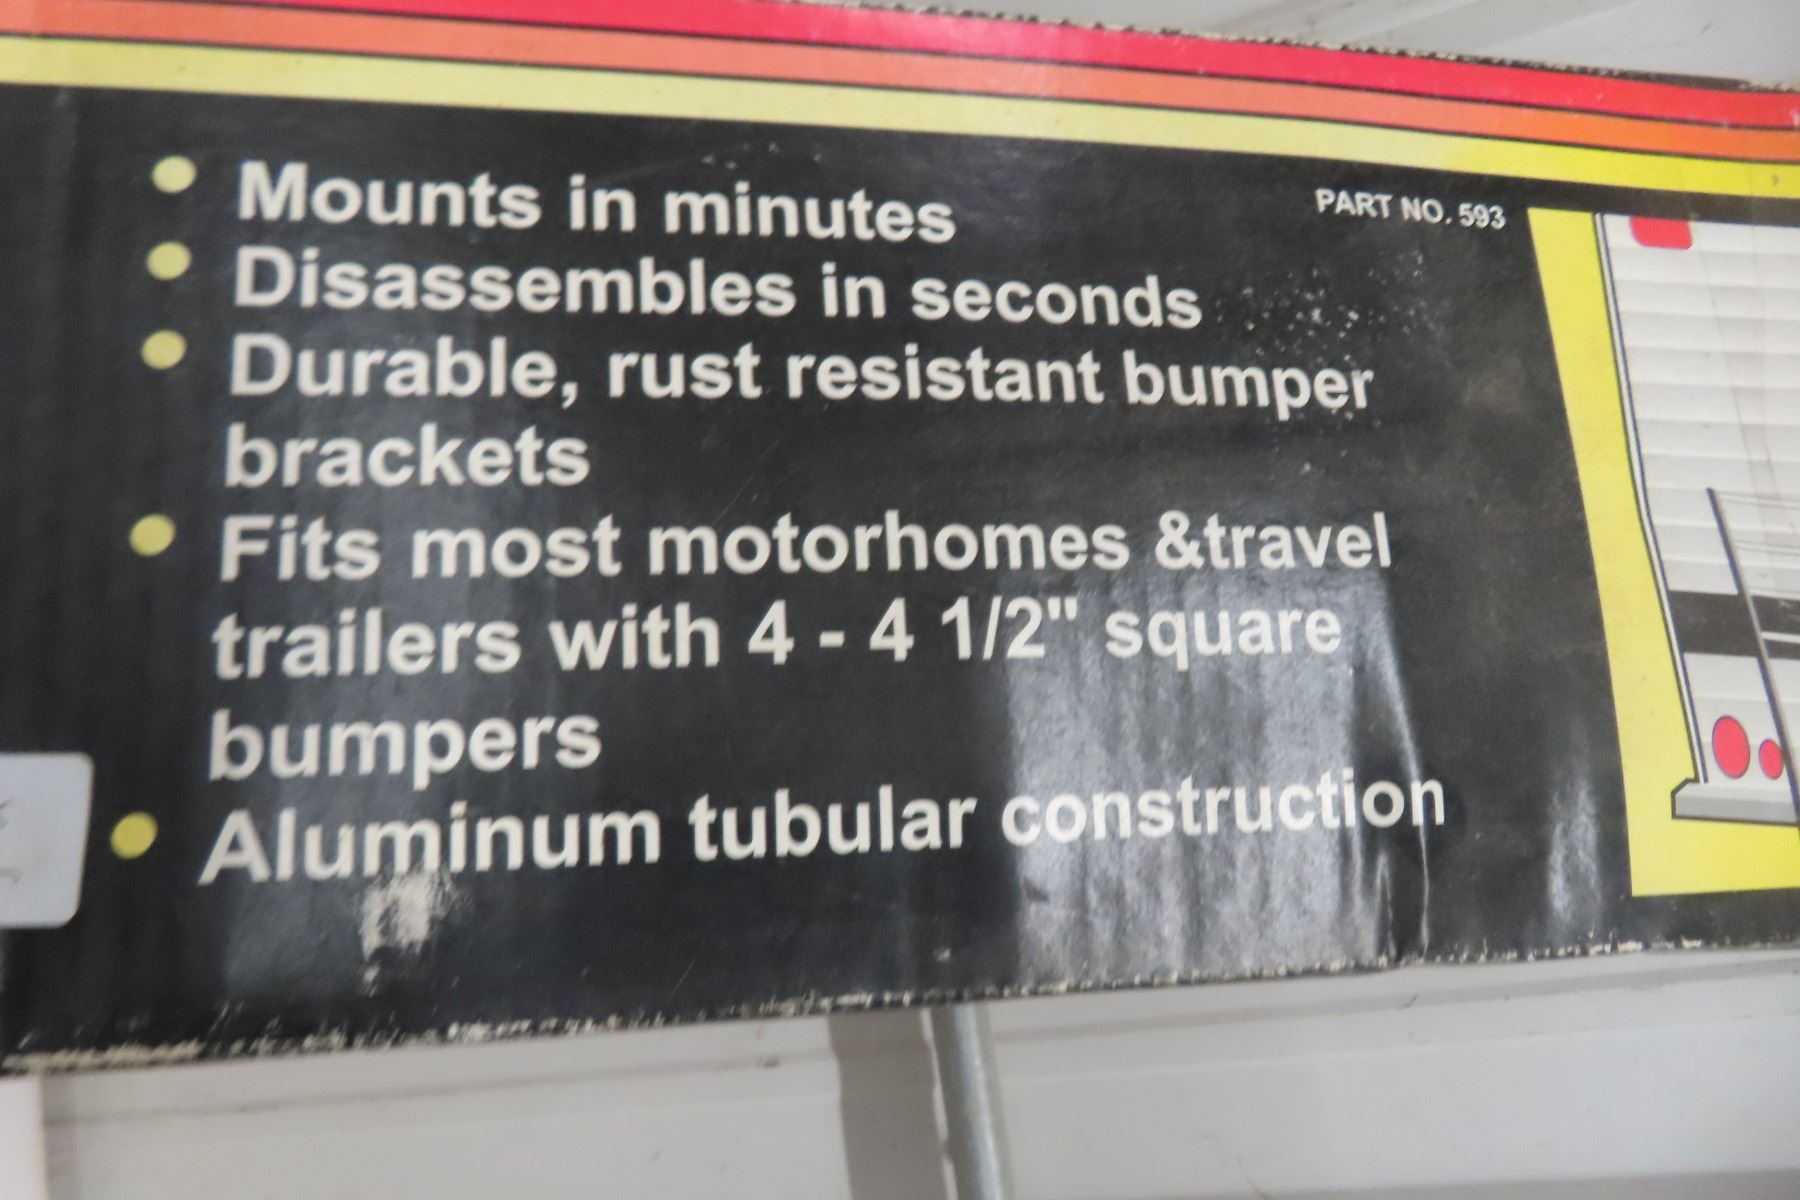 PART NO. 593
• Mounts in minutes
• Disassembles in seconds
• Durable, rust resistant bumper
brackets
• Fits most motorhomes &travel
trailers with 4 - 4 1/2" square
bumpers
• Aluminum tubular construction